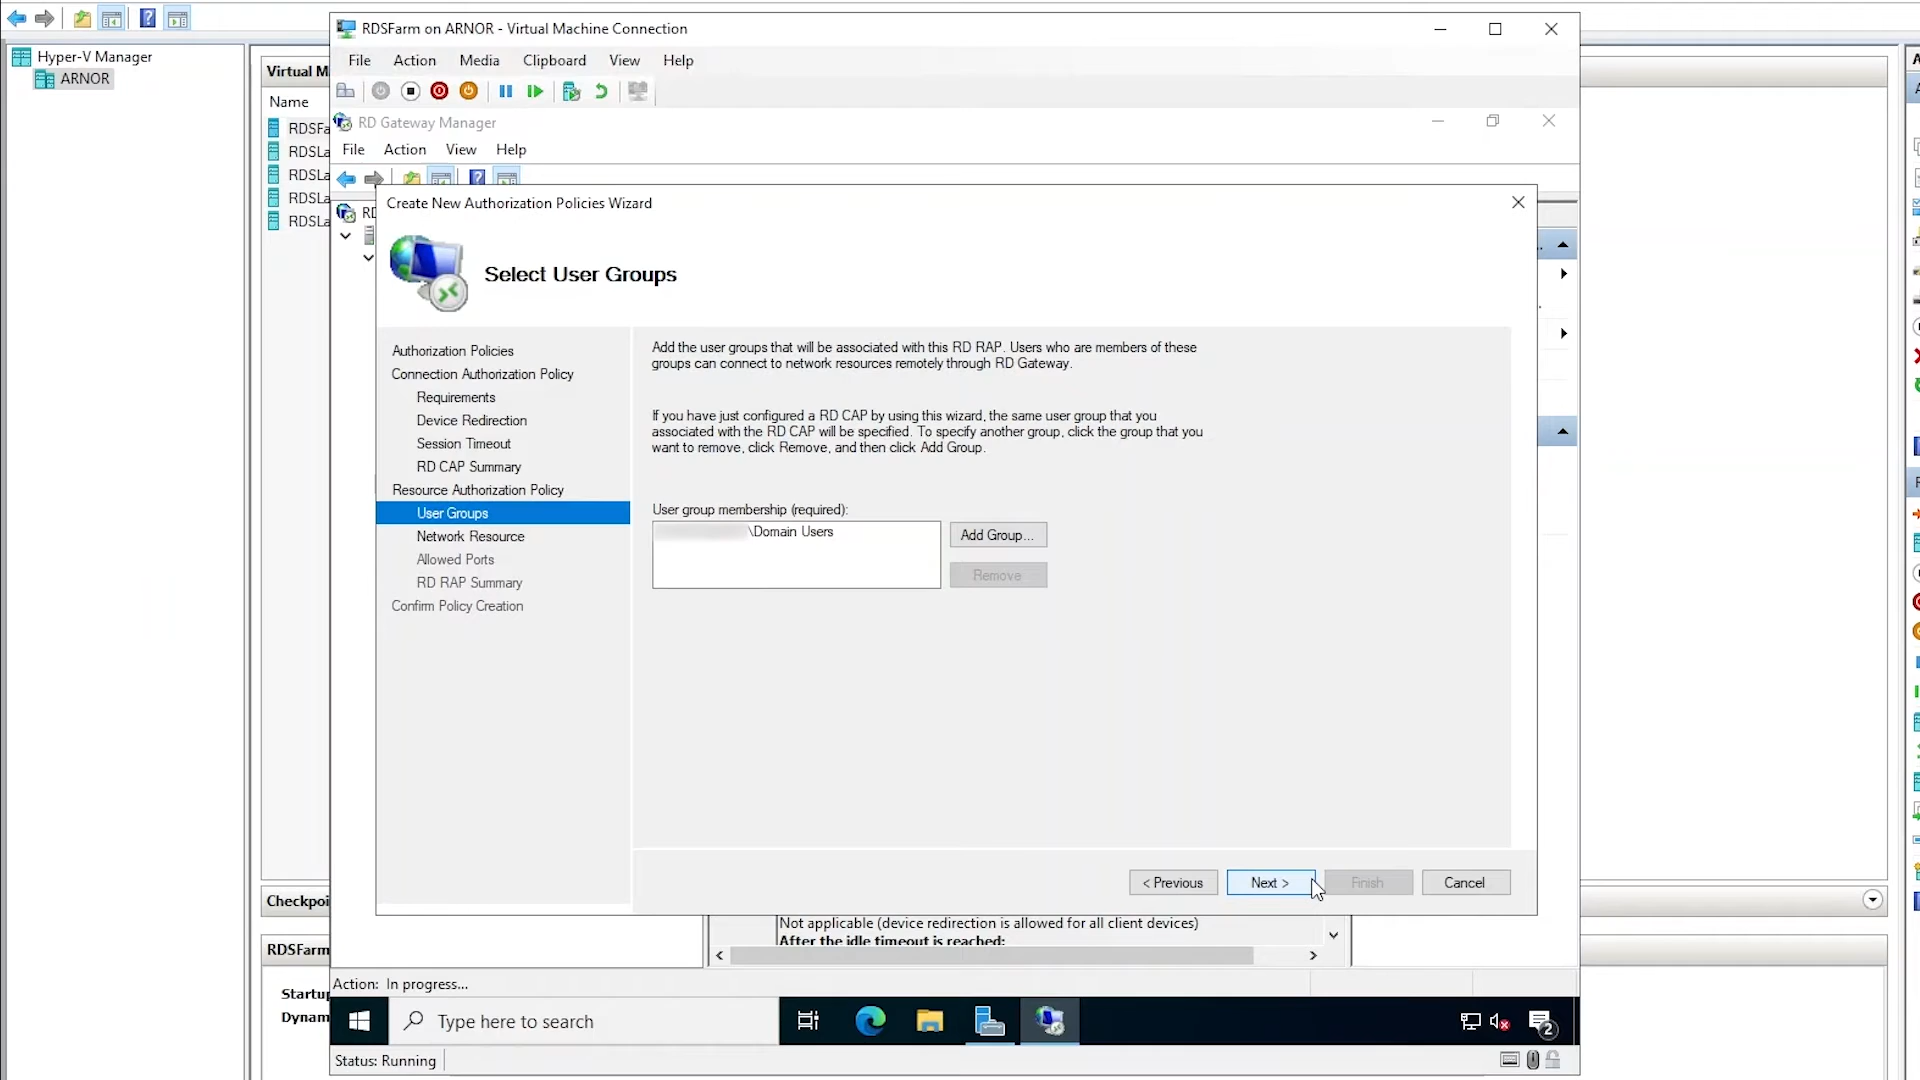 RDSFarm on ARNOR - Virtual Machine Connection
File Action Media Clipboard View Help
Hyper-V Manager
ARNOR
Virtual M
Name
RDSFa
RDSLa
RDSLa
RDSLa
RDSLa
RD Gateway Manager
File Action View Help
RD
Create New Authorization Policies Wizard
Select User Groups
Authorization Policies
Connection Authorization Policy
Requirements
Device Redirection
Session Timeout
RD CAP Summary
Resource Authorization Policy
User Groups
Network Resource
Allowed Ports
RD RAP Summary
Confirm Policy Creation
Add the user groups that will be associated with this RD RAP. Users who are members of these
groups can connect to network resources remotely through RD Gateway.
If you have just configured a RD CAP by using this wizard, the same user group that you
associated with the RD CAP will be specified. To specify another group, click the group that you
want to remove, click Remove, and then click Add Group.
User group membership (required):
\Domain Users
Add Group...
Remove
< Previous
Next >
Finish
Cancel
Not applicable (device redirection is allowed for all client devices)
After the idle timeout is reached:
Checkpoi
RDSFarm
Startup
Dynam
Action: In progress...
Type here to search
2
Status: Running